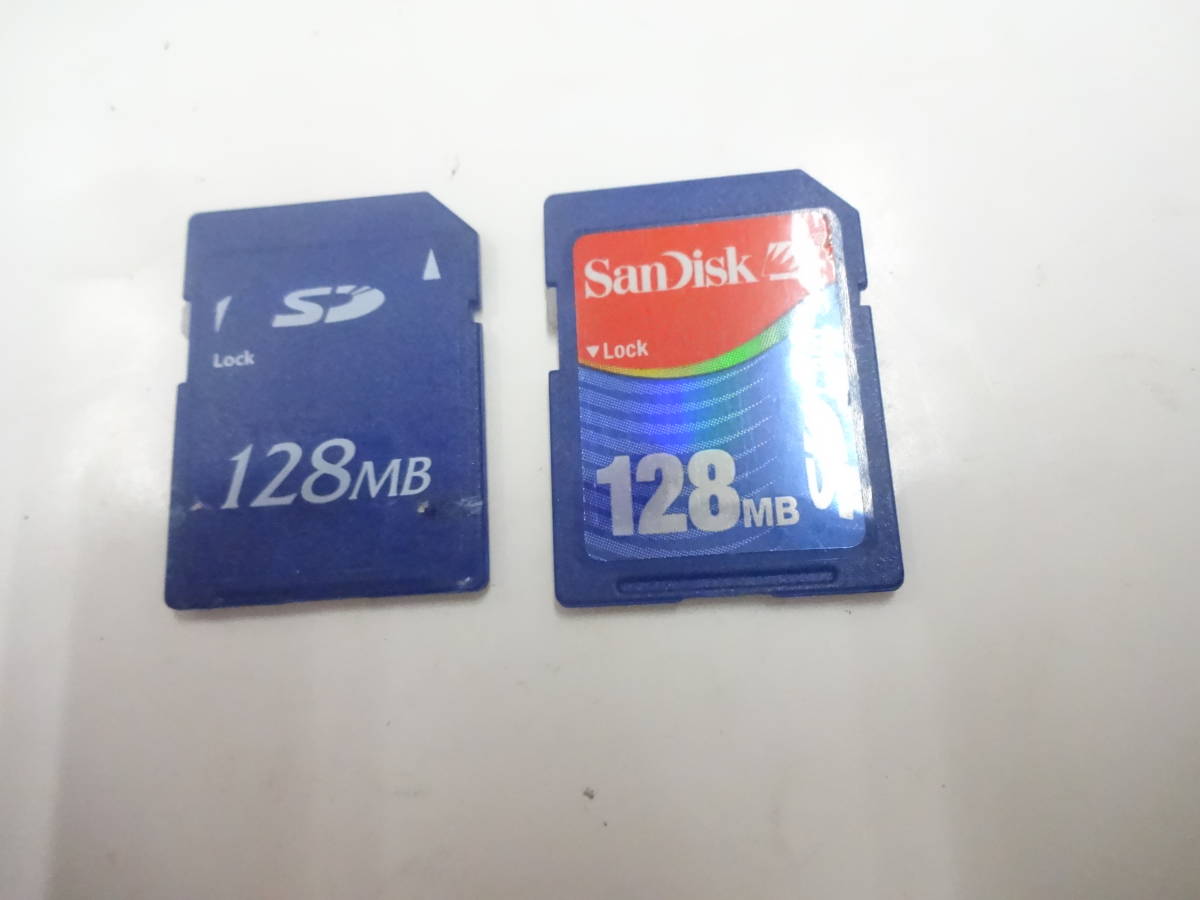 SD
Lock
128MB
SanDisk
▼Lock
128MB